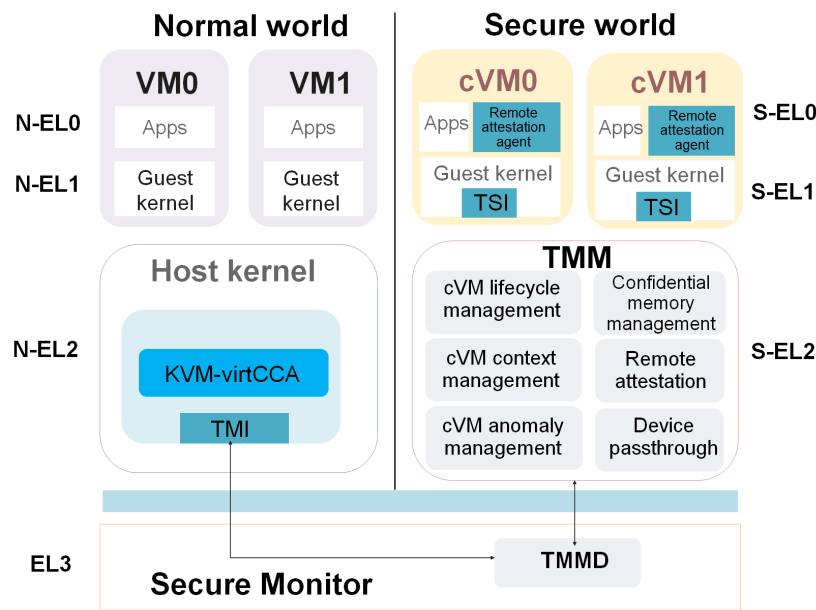 Normal world
Secure world
VM0
VM1
cVM0
cVM1
N-EL0
Apps
Apps
Apps
Remote
attestation
agent
Apps
Remote
attestation
agent
S-EL0
N-EL1
Guest
kernel
Guest
kernel
Guest kernel
TSI
Guest kernel
TSI
S-EL1
Host kernel
TMM
cVM lifecycle
management
Confidential
memory
management
N-EL2
KVM-virtCCA
cVM context
management
Remote
attestation
S-EL2
TMI
cVM anomaly
management
Device
passthrough
EL3
Secure Monitor
TMMD